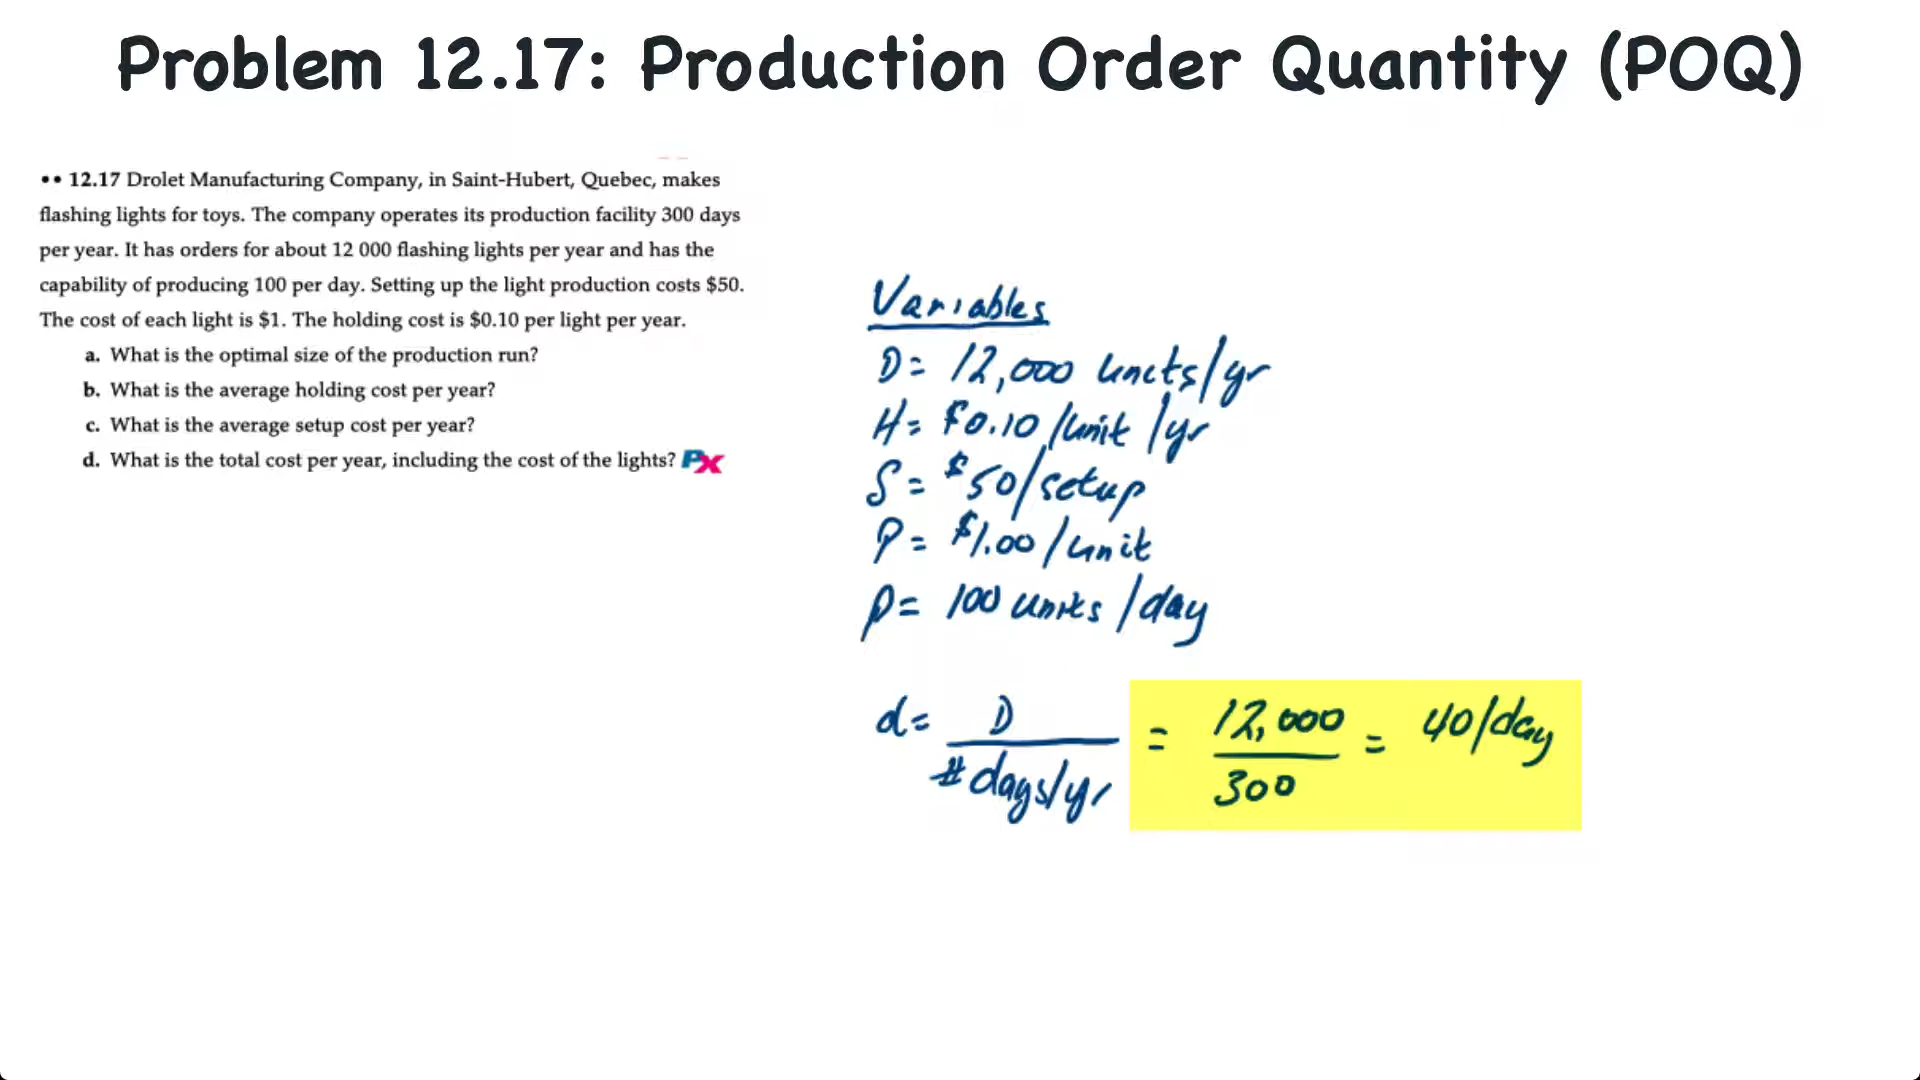 Problem 12.17: Production Order Quantity (POQ)
•• 12.17 Drolet Manufacturing Company, in Saint-Hubert, Quebec, makes
flashing lights for toys. The company operates its production facility 300 days
per year. It has orders for about 12 000 flashing lights per year and has the
capability of producing 100 per day. Setting up the light production costs $50.
The cost of each light is $1. The holding cost is $0.10 per light per year.
a. What is the optimal size of the production run?
b. What is the average holding cost per year?
c. What is the average setup cost per year?
d. What is the total cost per year, including the cost of the lights? PX
Variables
D= 12,000 units/yr
H= $0.10/unit/yr
S= $50/setup
P= $1.00/unit
p= 100 units/day
d= D / # days/yr = 12,000 / 300 = 40/day